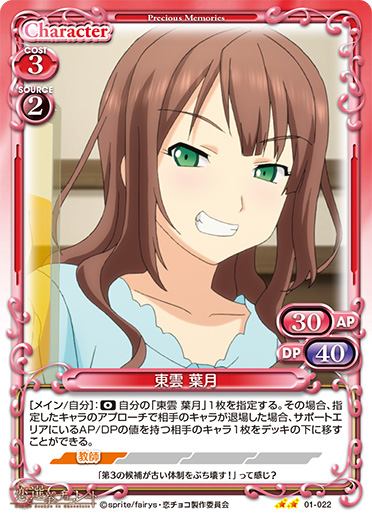 Precious Memories
Character
COST
3
SOURCE
2
30 AP
DP 40
東雲 葉月
[メイン/自分]：自分の「東雲 葉月」1枚を指定する。その場合、指
定したキャラのアプローチで相手のキャラが退場した場合、サポートエ
リアにいるAP/DPの値を持つ相手のキャラ1枚をデッキの下に移す
ことができる。
教師
「第3の候補が古い体制をぶち壊す！」って感じ？
©sprite/fairys・恋チョコ製作委員会
01-022